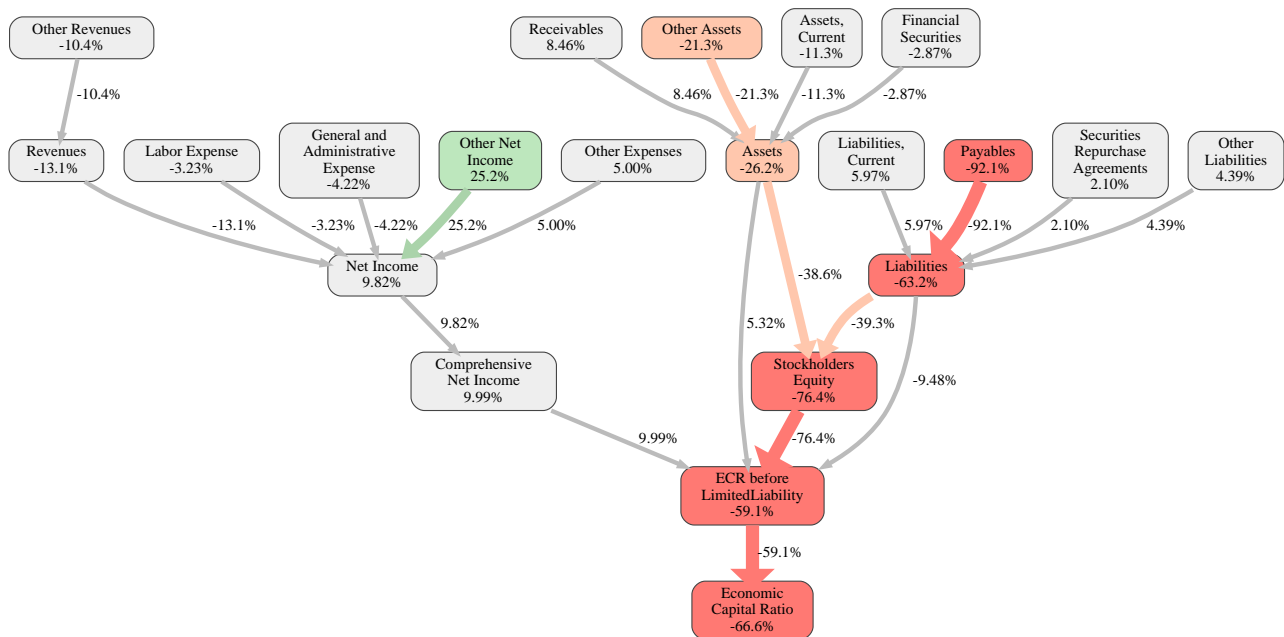 Other Revenues
-10.4%
Receivables
8.46%
Other Assets
-21.3%
Assets,
Current
-11.3%
Financial
Securities
-2.87%
-10.4%
8.46%
-21.3%
-11.3%
-2.87%
Revenues
-13.1%
Labor Expense
-3.23%
General and
Administrative
Expense
-4.22%
Other Net
Income
25.2%
Other Expenses
5.00%
Assets
-26.2%
Liabilities,
Current
5.97%
Payables
-92.1%
Securities
Repurchase
Agreements
2.10%
Other
Liabilities
4.39%
-13.1%
-3.23%
-4.22%
25.2%
5.00%
5.97%
-92.1%
2.10%
4.39%
Net Income
9.82%
-38.6%
Liabilities
-63.2%
9.82%
5.32%
-39.3%
Comprehensive
Net Income
9.99%
Stockholders
Equity
-76.4%
-9.48%
9.99%
-76.4%
ECR before
LimitedLiability
-59.1%
-59.1%
Economic
Capital Ratio
-66.6%